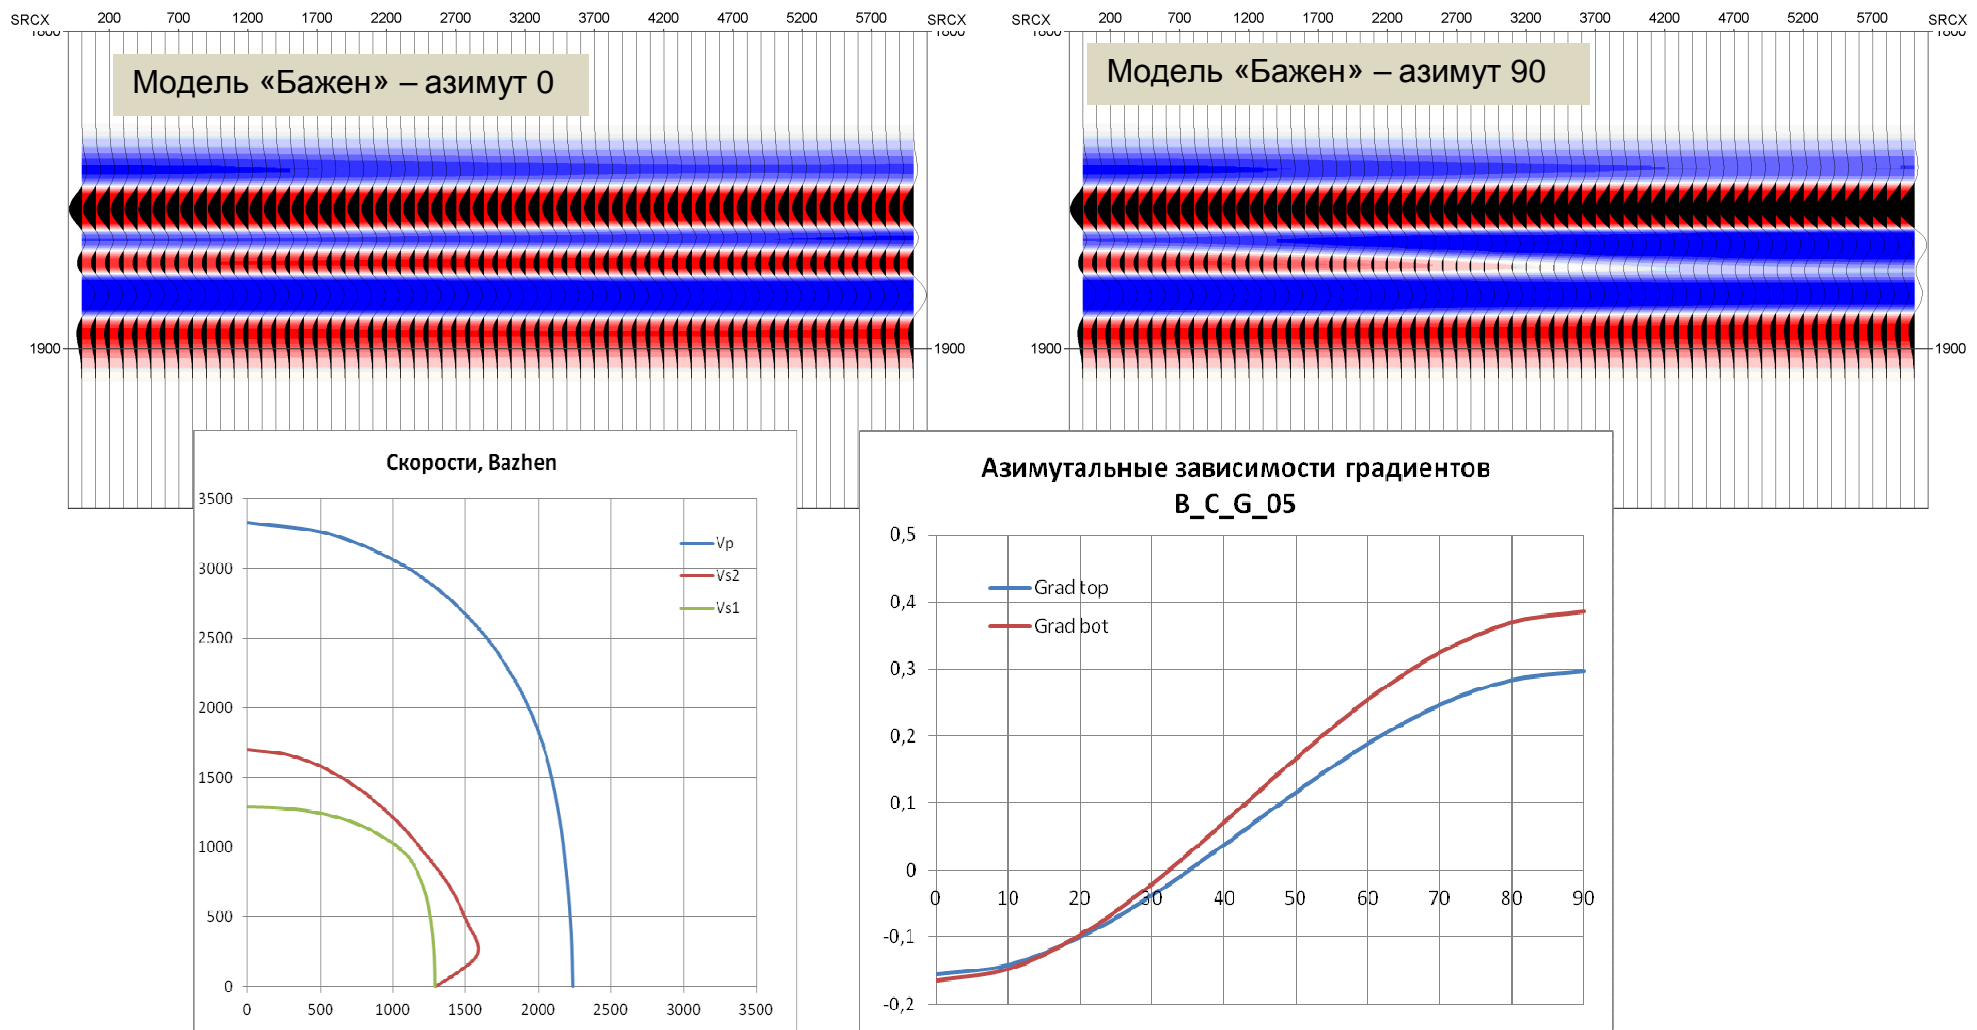 SRCX 200 700 1200 1700 2200 2700 3200 3700 4200 4700 5200 5700 SRCX
1800 1800
Модель «Бажен» – азимут 0
1900 1900
SRCX 200 700 1200 1700 2200 2700 3200 3700 4200 4700 5200 5700 SRCX
1800 1800
Модель «Бажен» – азимут 90
1900 1900
Скорости, Bazhen
3500
3000
2500
2000
1500
1000
500
0
0 500 1000 1500 2000 2500 3000 3500
Vp
Vs2
Vs1
Азимутальные зависимости градиентов
B_C_G_05
0,5
0,4
0,3
0,2
0,1
0
-0,1
-0,2
0 10 20 30 40 50 60 70 80 90
Grad top
Grad bot